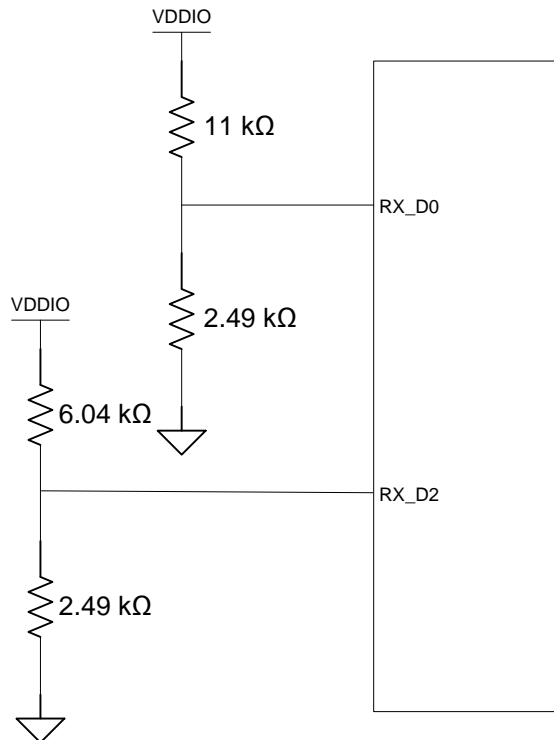 VDDIO
11 kΩ
RX_D0
2.49 kΩ
VDDIO
6.04 kΩ
RX_D2
2.49 kΩ